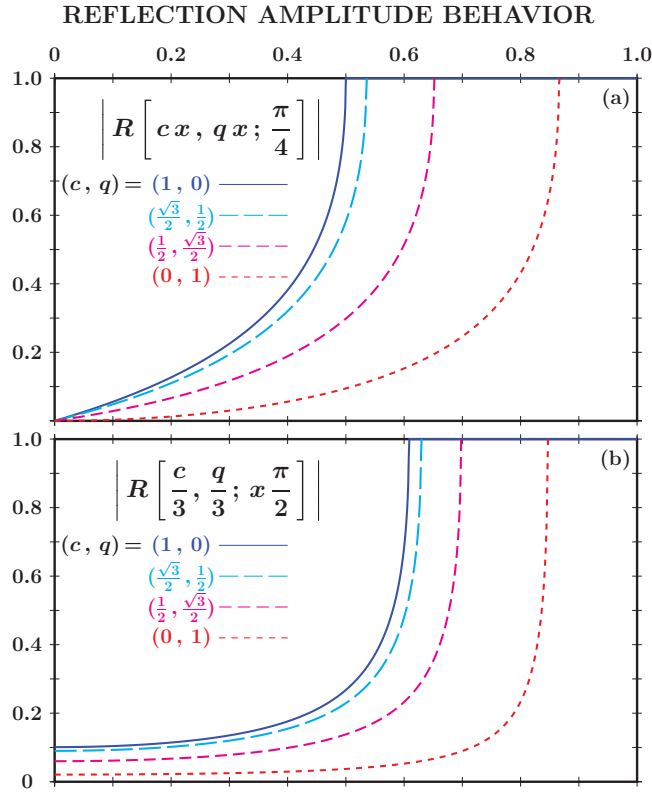 REFLECTION AMPLITUDE BEHAVIOR
0 0.2 0.4 0.6 0.8 1.0
1.0 (a)
| R [ c x , q x ; π/4 ] |
0.8
(c , q) = (1 , 0)
(√3/2 , 1/2)
0.6
(1/2 , √3/2)
(0 , 1)
0.4
0.2
1.0 (b)
| R [ c/3 , q/3 ; x π/2 ] |
0.8
(c , q) = (1 , 0)
(√3/2 , 1/2)
0.6
(1/2 , √3/2)
(0 , 1)
0.4
0.2
0